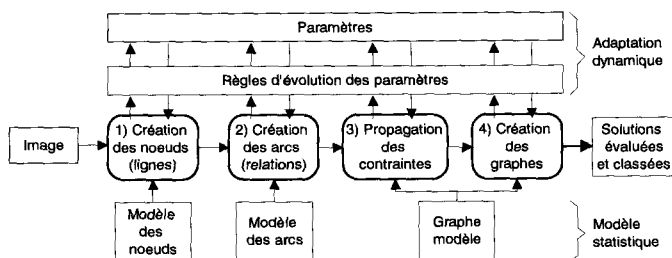 Paramètres
Adaptation
dynamique
Règles d'évolution des paramètres
Image
1) Création
des noeuds
(lignes)
2) Création
des arcs
(relations)
3) Propagation
des
contraintes
4) Création
des
graphes
Solutions
évaluées
et classées
Modèle
des
noeuds
Modèle
des arcs
Graphe
modèle
Modèle
statistique